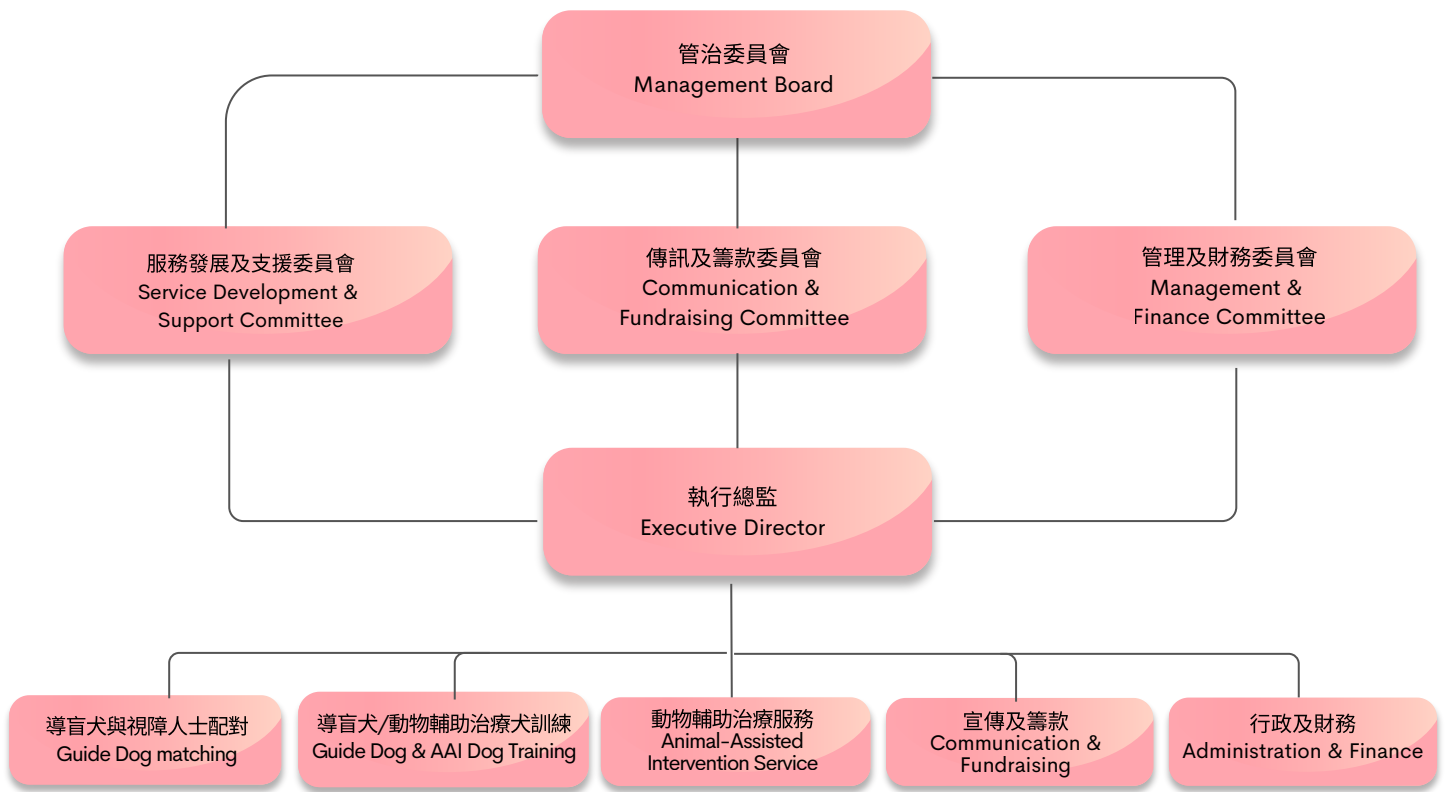 管治委員會
Management Board
服務發展及支援委員會
Service Development &
Support Committee
傳訊及籌款委員會
Communication &
Fundraising Committee
管理及財務委員會
Management &
Finance Committee
執行總監
Executive Director
導盲犬與視障人士配對
Guide Dog matching
導盲犬/動物輔助治療犬訓練
Guide Dog & AAI Dog Training
動物輔助治療服務
Animal-Assisted
Intervention Service
宣傳及籌款
Communication &
Fundraising
行政及財務
Administration & Finance